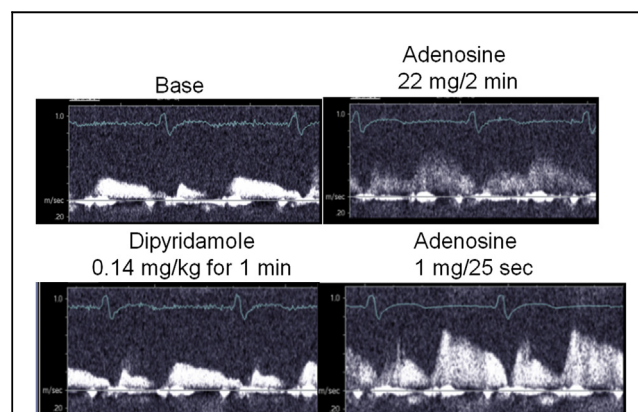 Base
Adenosine
22 mg/2 min
1.0
1.0
m/sec
m/sec
.20
20
Dipyridamole
0.14 mg/kg for 1 min
Adenosine
1 mg/25 sec
1.0
1.0
m/sec
m/sec
.20
20